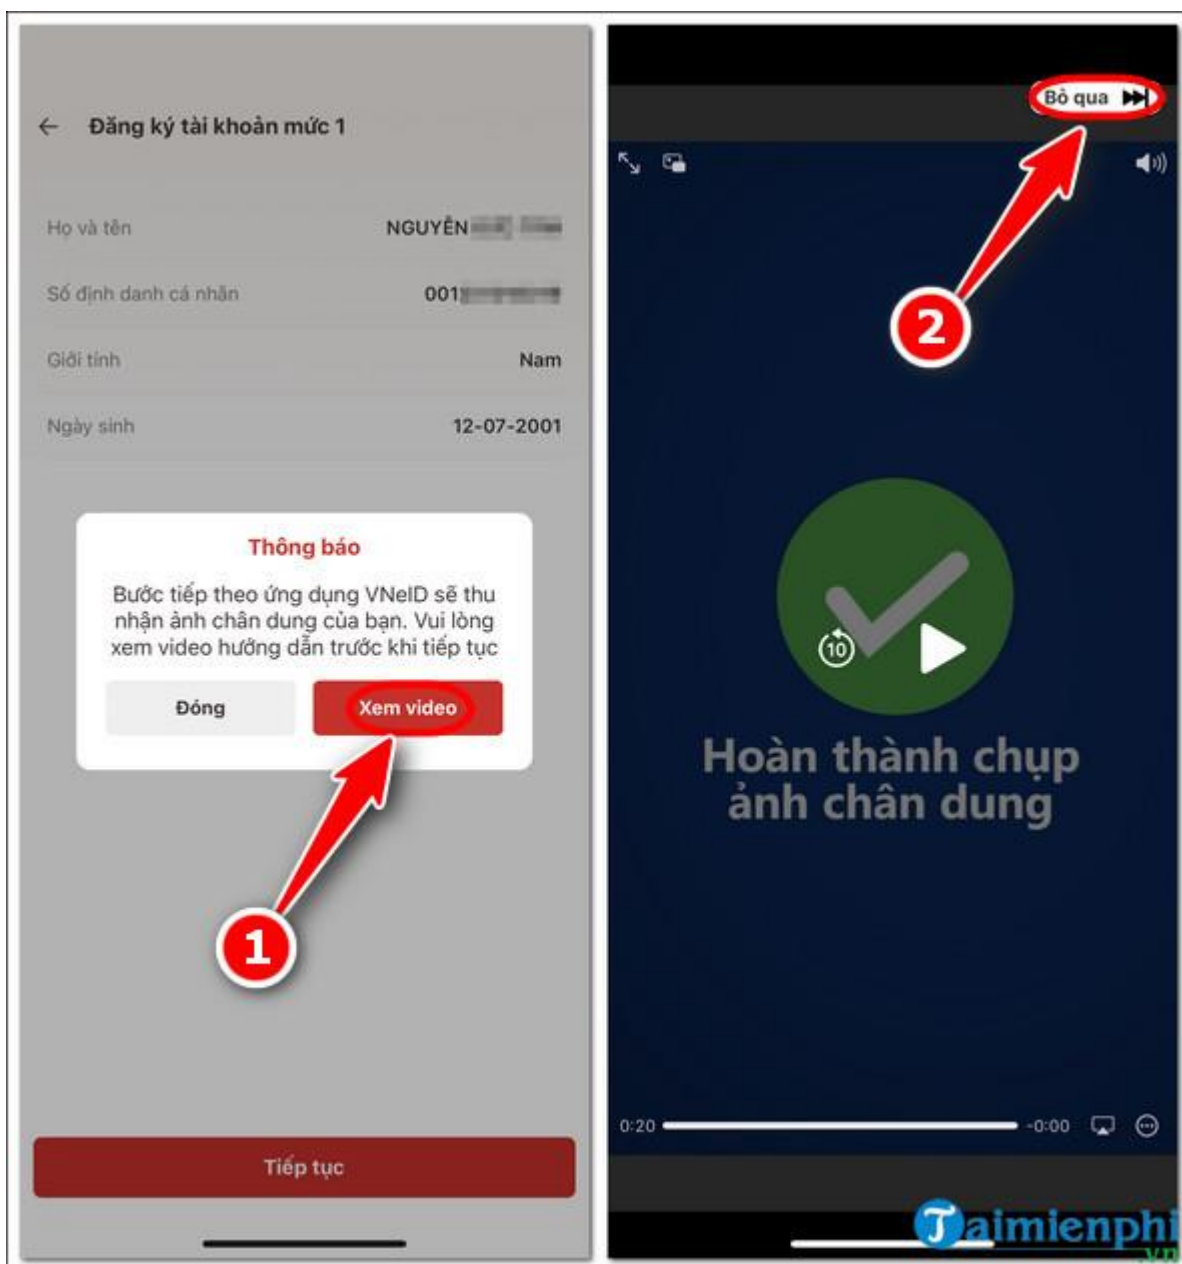 Đăng ký tài khoản mức 1
Họ và tên NGUYỄN
Số định danh cá nhân 001
Giới tính Nam
Ngày sinh 12-07-2001
Thông báo
Bước tiếp theo ứng dụng VNeID sẽ thu
nhận ảnh chân dung của bạn. Vui lòng
xem video hướng dẫn trước khi tiếp tục
Đóng Xem video
1
Tiếp tục
Bỏ qua
2
10
Hoàn thành chụp
ảnh chân dung
0:20 -0:00
Taimienphi
.vn